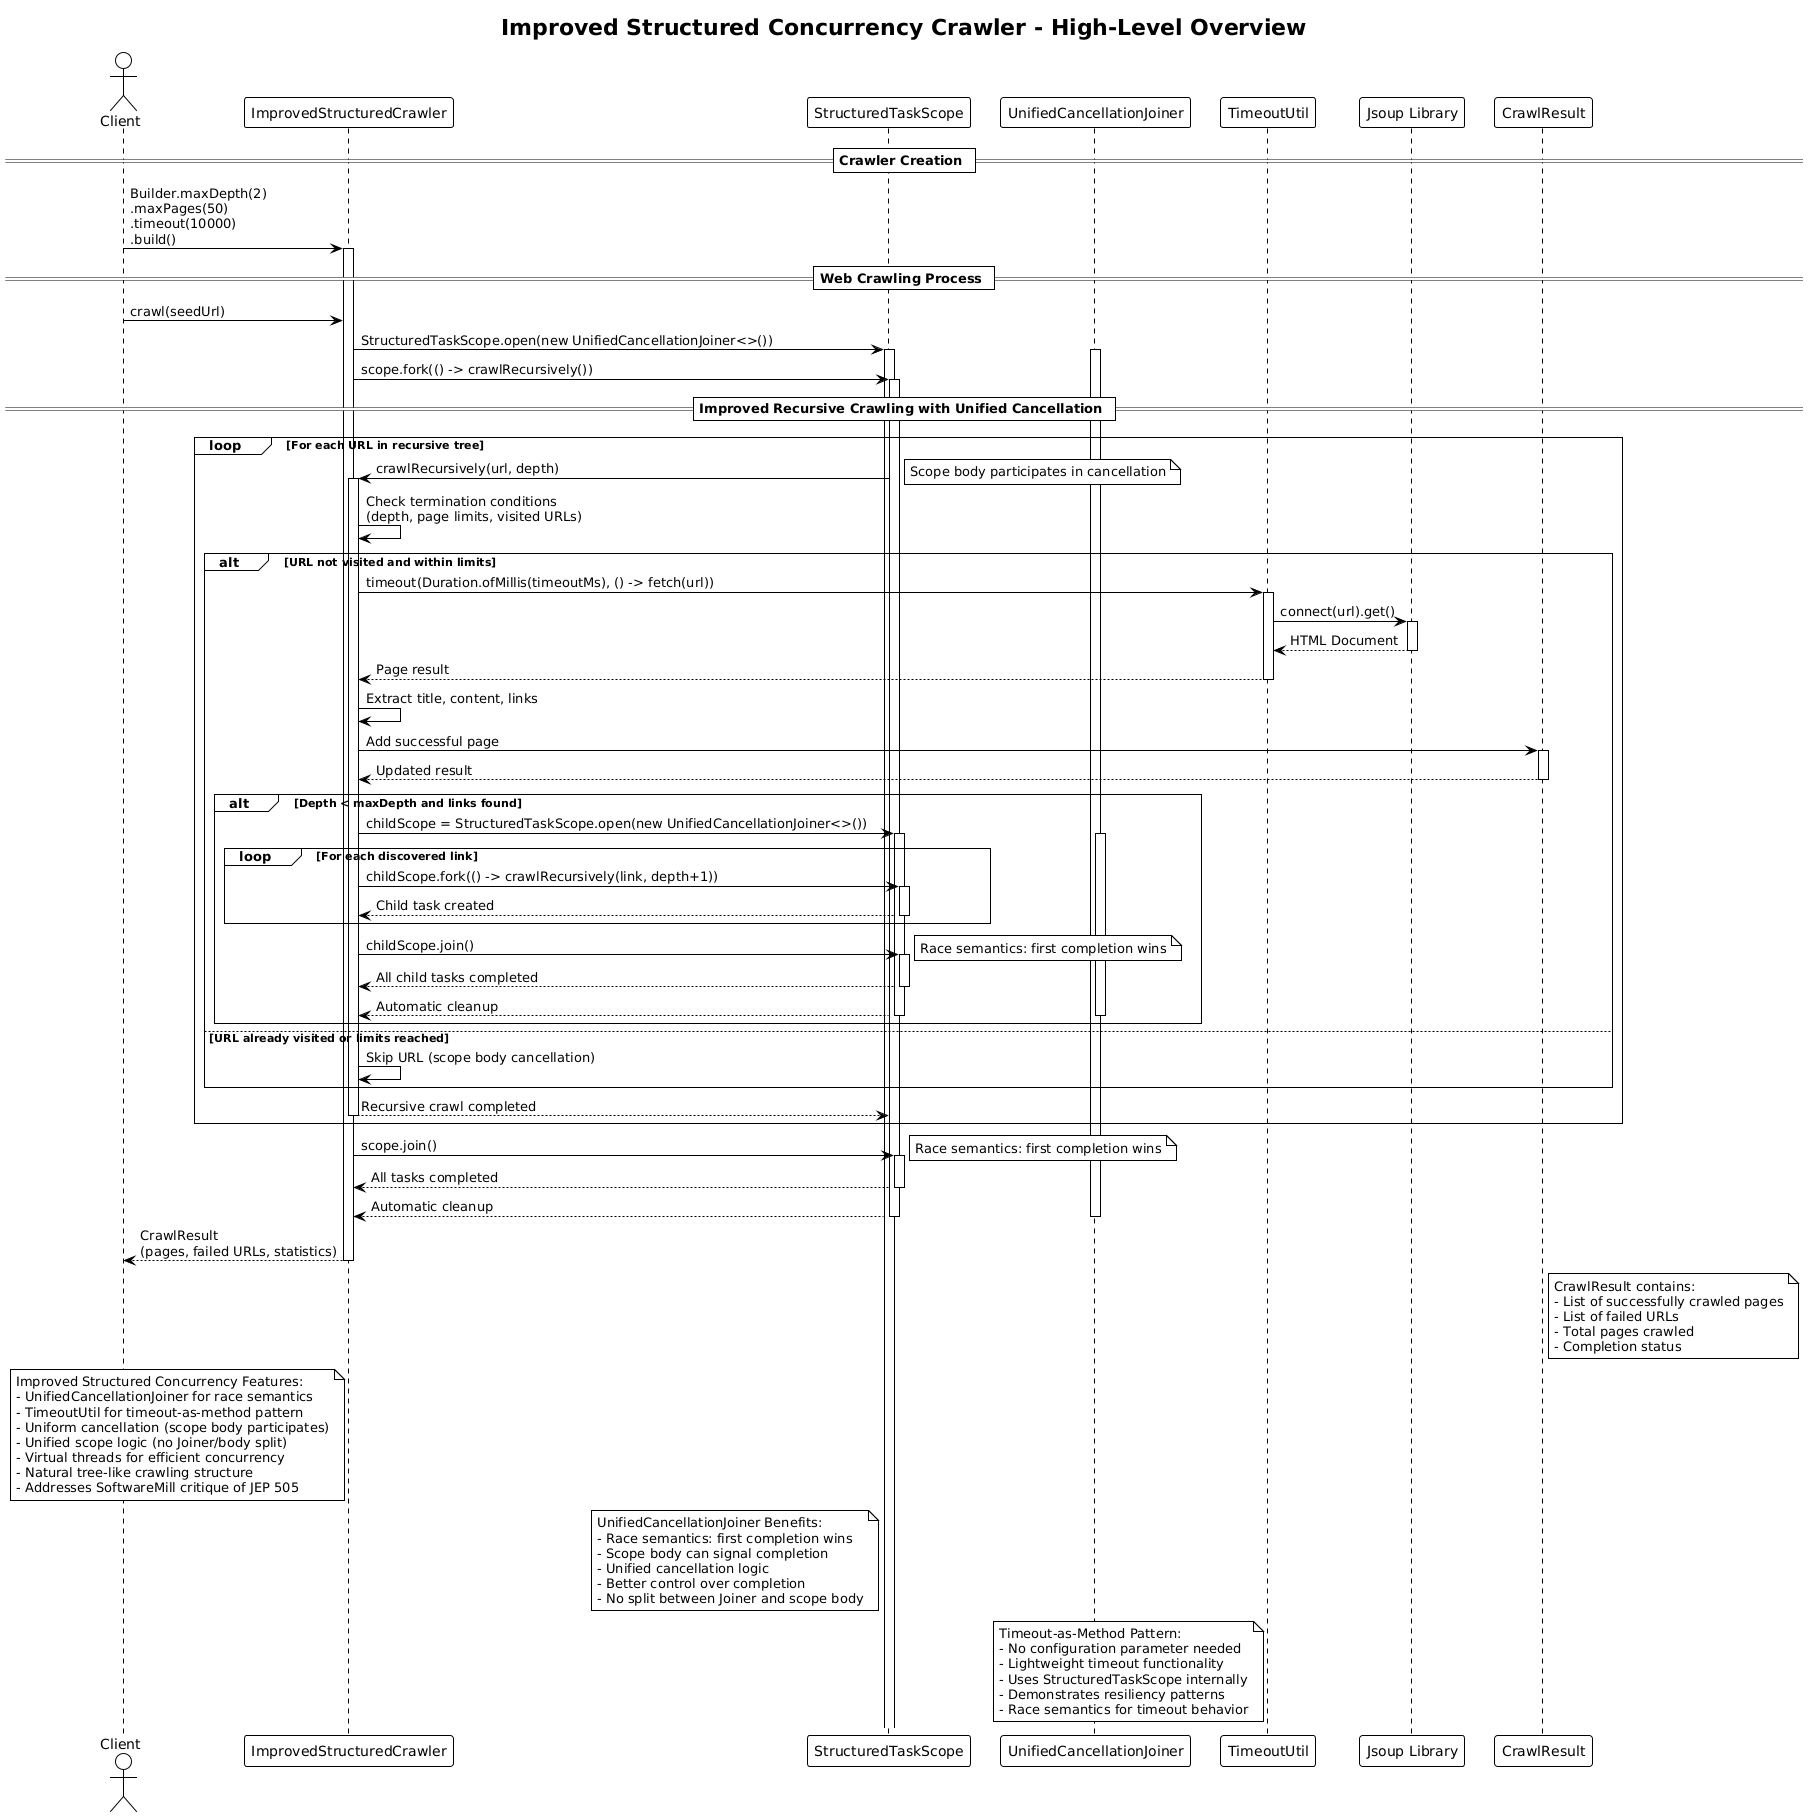 Improved Structured Concurrency Crawler - High-Level Overview
Client
ImprovedStructuredCrawler
StructuredTaskScope
UnifiedCancellationJoiner
TimeoutUtil
Jsoup Library
CrawlResult
Crawler Creation
Builder.maxDepth(2)
.maxPages(50)
.timeout(10000)
.build()
Web Crawling Process
crawl(seedUrl)
StructuredTaskScope.open(new UnifiedCancellationJoiner<>())
scope.fork(() -> crawlRecursively())
Improved Recursive Crawling with Unified Cancellation
loop
[For each URL in recursive tree]
crawlRecursively(url, depth)
Scope body participates in cancellation
Check termination conditions
(depth, page limits, visited URLs)
alt
[URL not visited and within limits]
timeout(Duration.ofMillis(timeoutMs), () -> fetch(url))
connect(url).get()
HTML Document
Page result
Extract title, content, links
Add successful page
Updated result
alt
[Depth < maxDepth and links found]
childScope = StructuredTaskScope.open(new UnifiedCancellationJoiner<>())
loop
[For each discovered link]
childScope.fork(() -> crawlRecursively(link, depth+1))
Child task created
childScope.join()
Race semantics: first completion wins
All child tasks completed
Automatic cleanup
[URL already visited or limits reached]
Skip URL (scope body cancellation)
Recursive crawl completed
scope.join()
Race semantics: first completion wins
All tasks completed
Automatic cleanup
CrawlResult
(pages, failed URLs, statistics)
CrawlResult contains:
- List of successfully crawled pages
- List of failed URLs
- Total pages crawled
- Completion status
Improved Structured Concurrency Features:
- UnifiedCancellationJoiner for race semantics
- TimeoutUtil for timeout-as-method pattern
- Uniform cancellation (scope body participates)
- Unified scope logic (no Joiner/body split)
- Virtual threads for efficient concurrency
- Natural tree-like crawling structure
- Addresses SoftwareMill critique of JEP 505
UnifiedCancellationJoiner Benefits:
- Race semantics: first completion wins
- Scope body can signal completion
- Unified cancellation logic
- Better control over completion
- No split between Joiner and scope body
Timeout-as-Method Pattern:
- No configuration parameter needed
- Lightweight timeout functionality
- Uses StructuredTaskScope internally
- Demonstrates resiliency patterns
- Race semantics for timeout behavior
Client
ImprovedStructuredCrawler
StructuredTaskScope
UnifiedCancellationJoiner
TimeoutUtil
Jsoup Library
CrawlResult